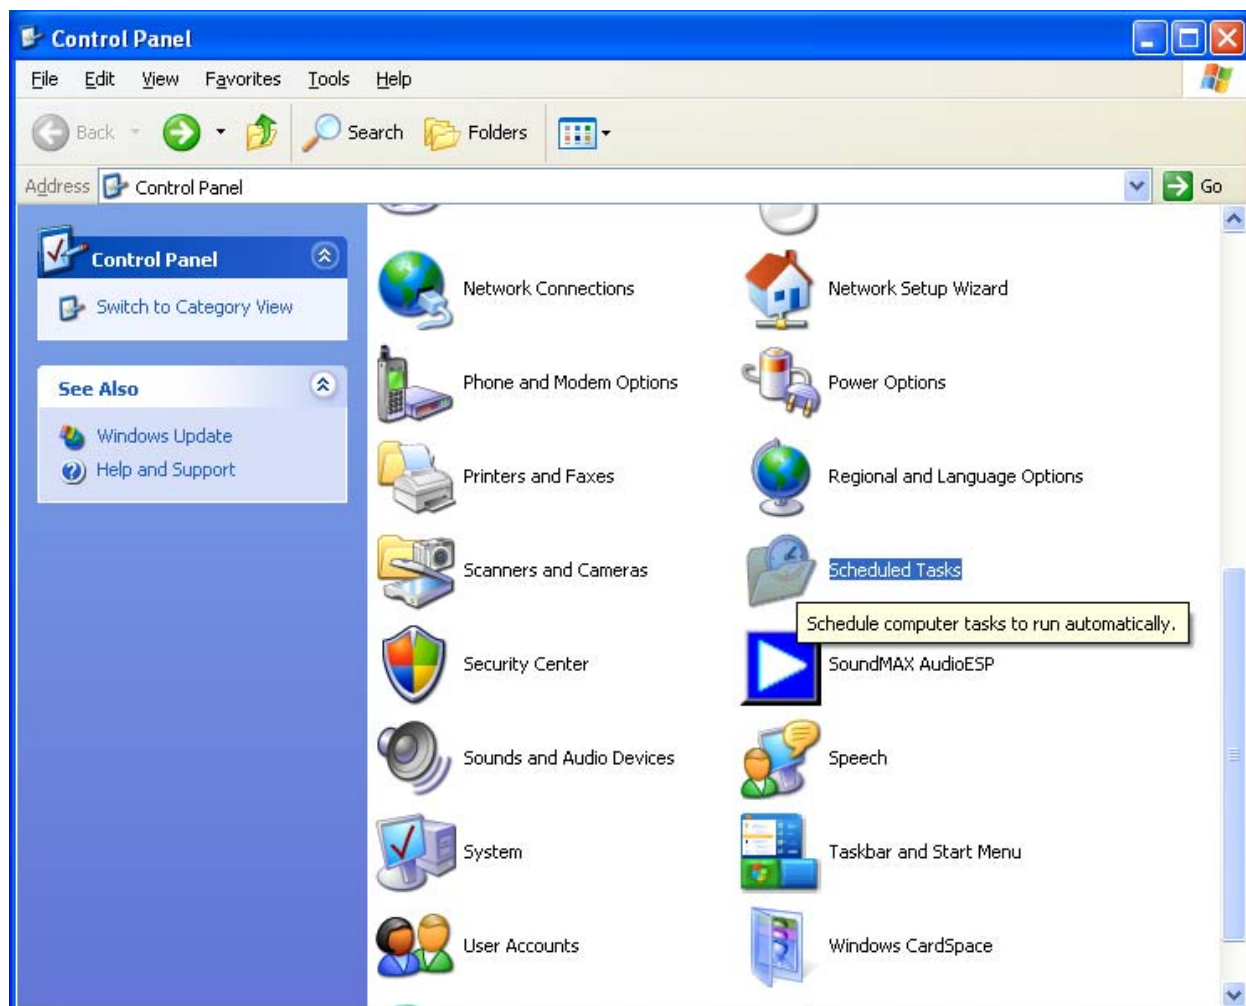 Control Panel
File Edit View Favorites Tools Help
Back Search Folders
Address Control Panel Go
Control Panel
Switch to Category View
See Also
Windows Update
Help and Support
Network Connections Network Setup Wizard
Phone and Modem Options Power Options
Printers and Faxes Regional and Language Options
Scanners and Cameras Scheduled Tasks
Schedule computer tasks to run automatically.
Security Center SoundMAX AudioESP
Sounds and Audio Devices Speech
System Taskbar and Start Menu
User Accounts Windows CardSpace